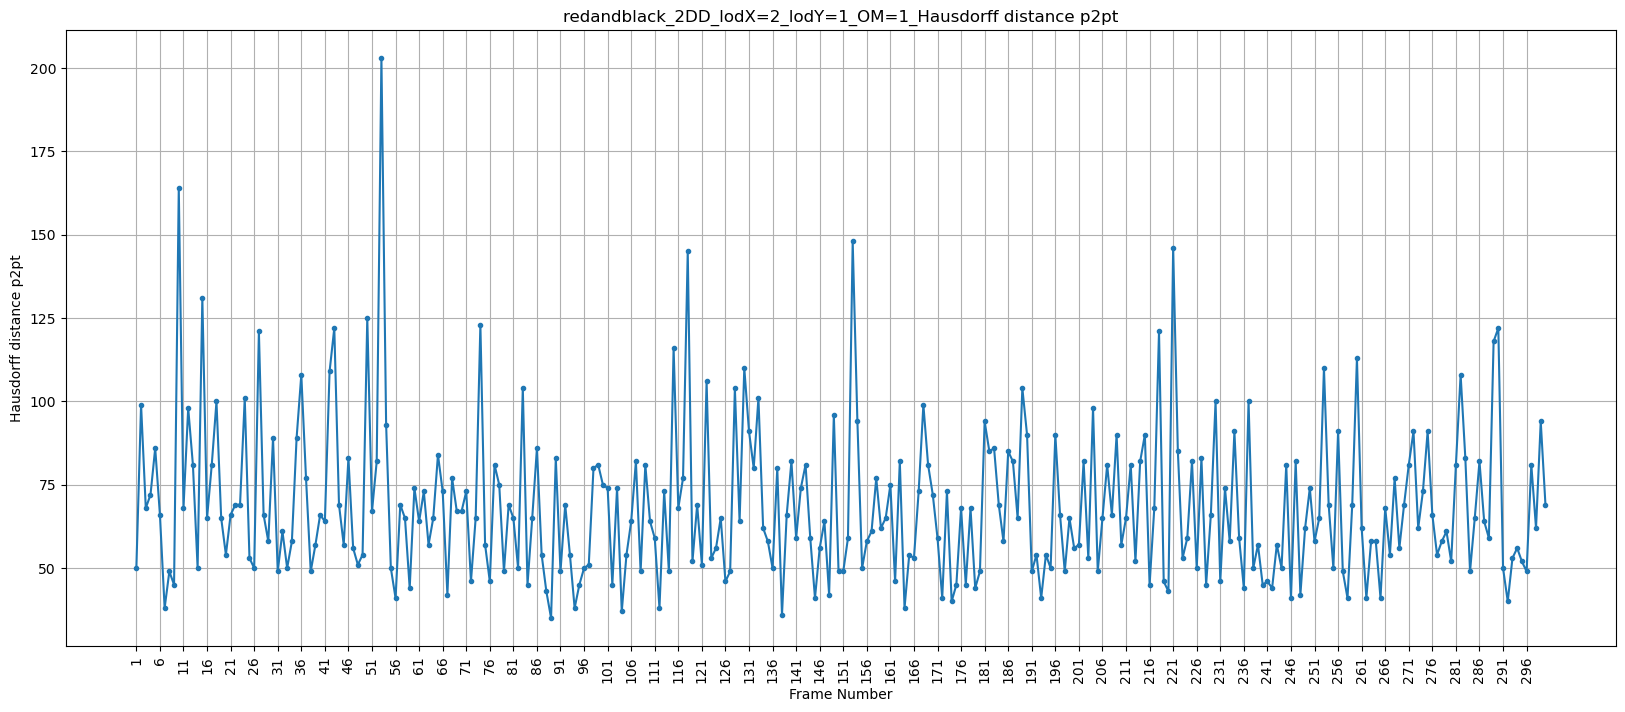 redandblack_2DD_lodX=2_lodY=1_OM=1_Hausdorff distance p2pt
200
175
150
125
100
75
50
Hausdorff distance p2pt
1 6 11 16 21 26 31 36 41 46 51 56 61 66 71 76 81 86 91 96 101 106 111 116 121 126 131 136 141 146 151 156 161 166 171 176 181 186 191 196 201 206 211 216 221 226 231 236 241 246 251 256 261 266 271 276 281 286 291 296
Frame Number